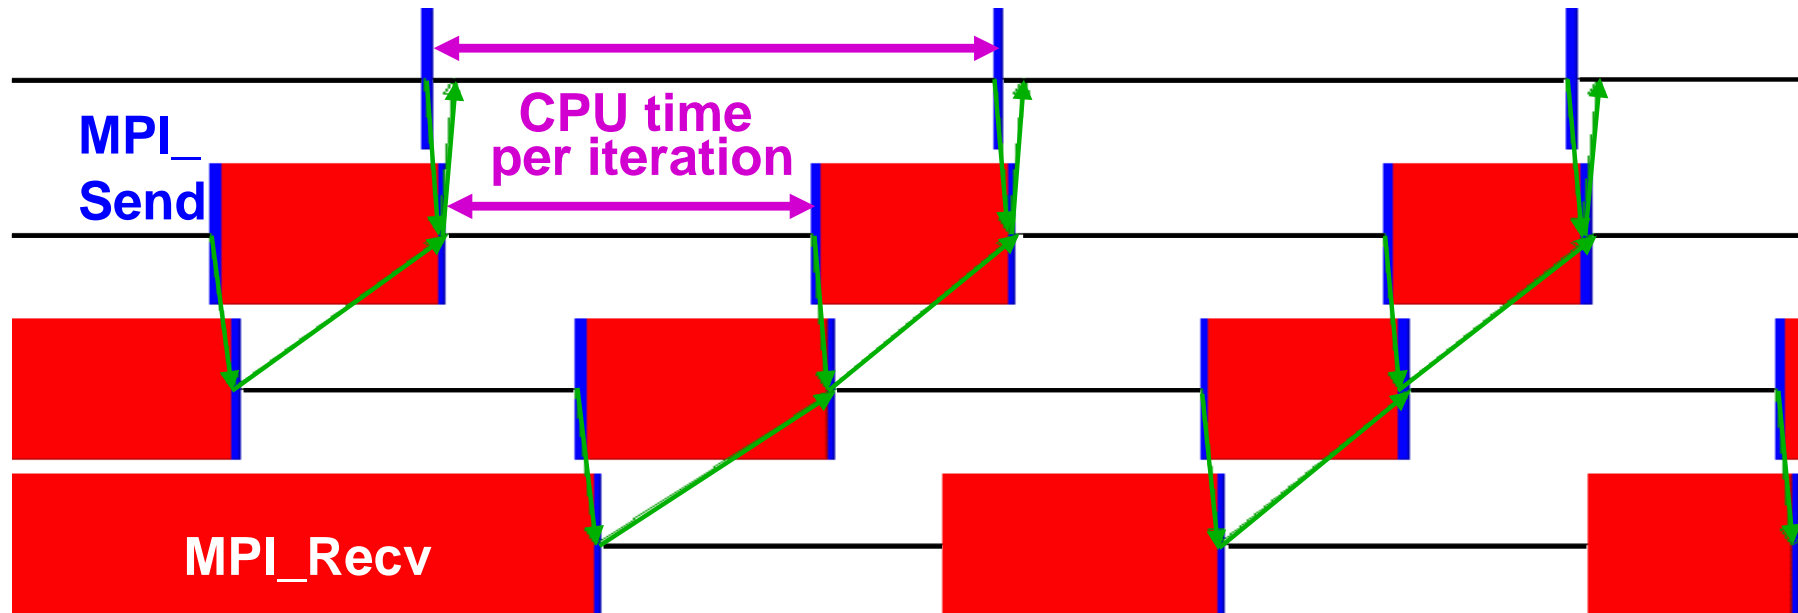 CPU time
per iteration
MPI_
Send
MPI_Recv